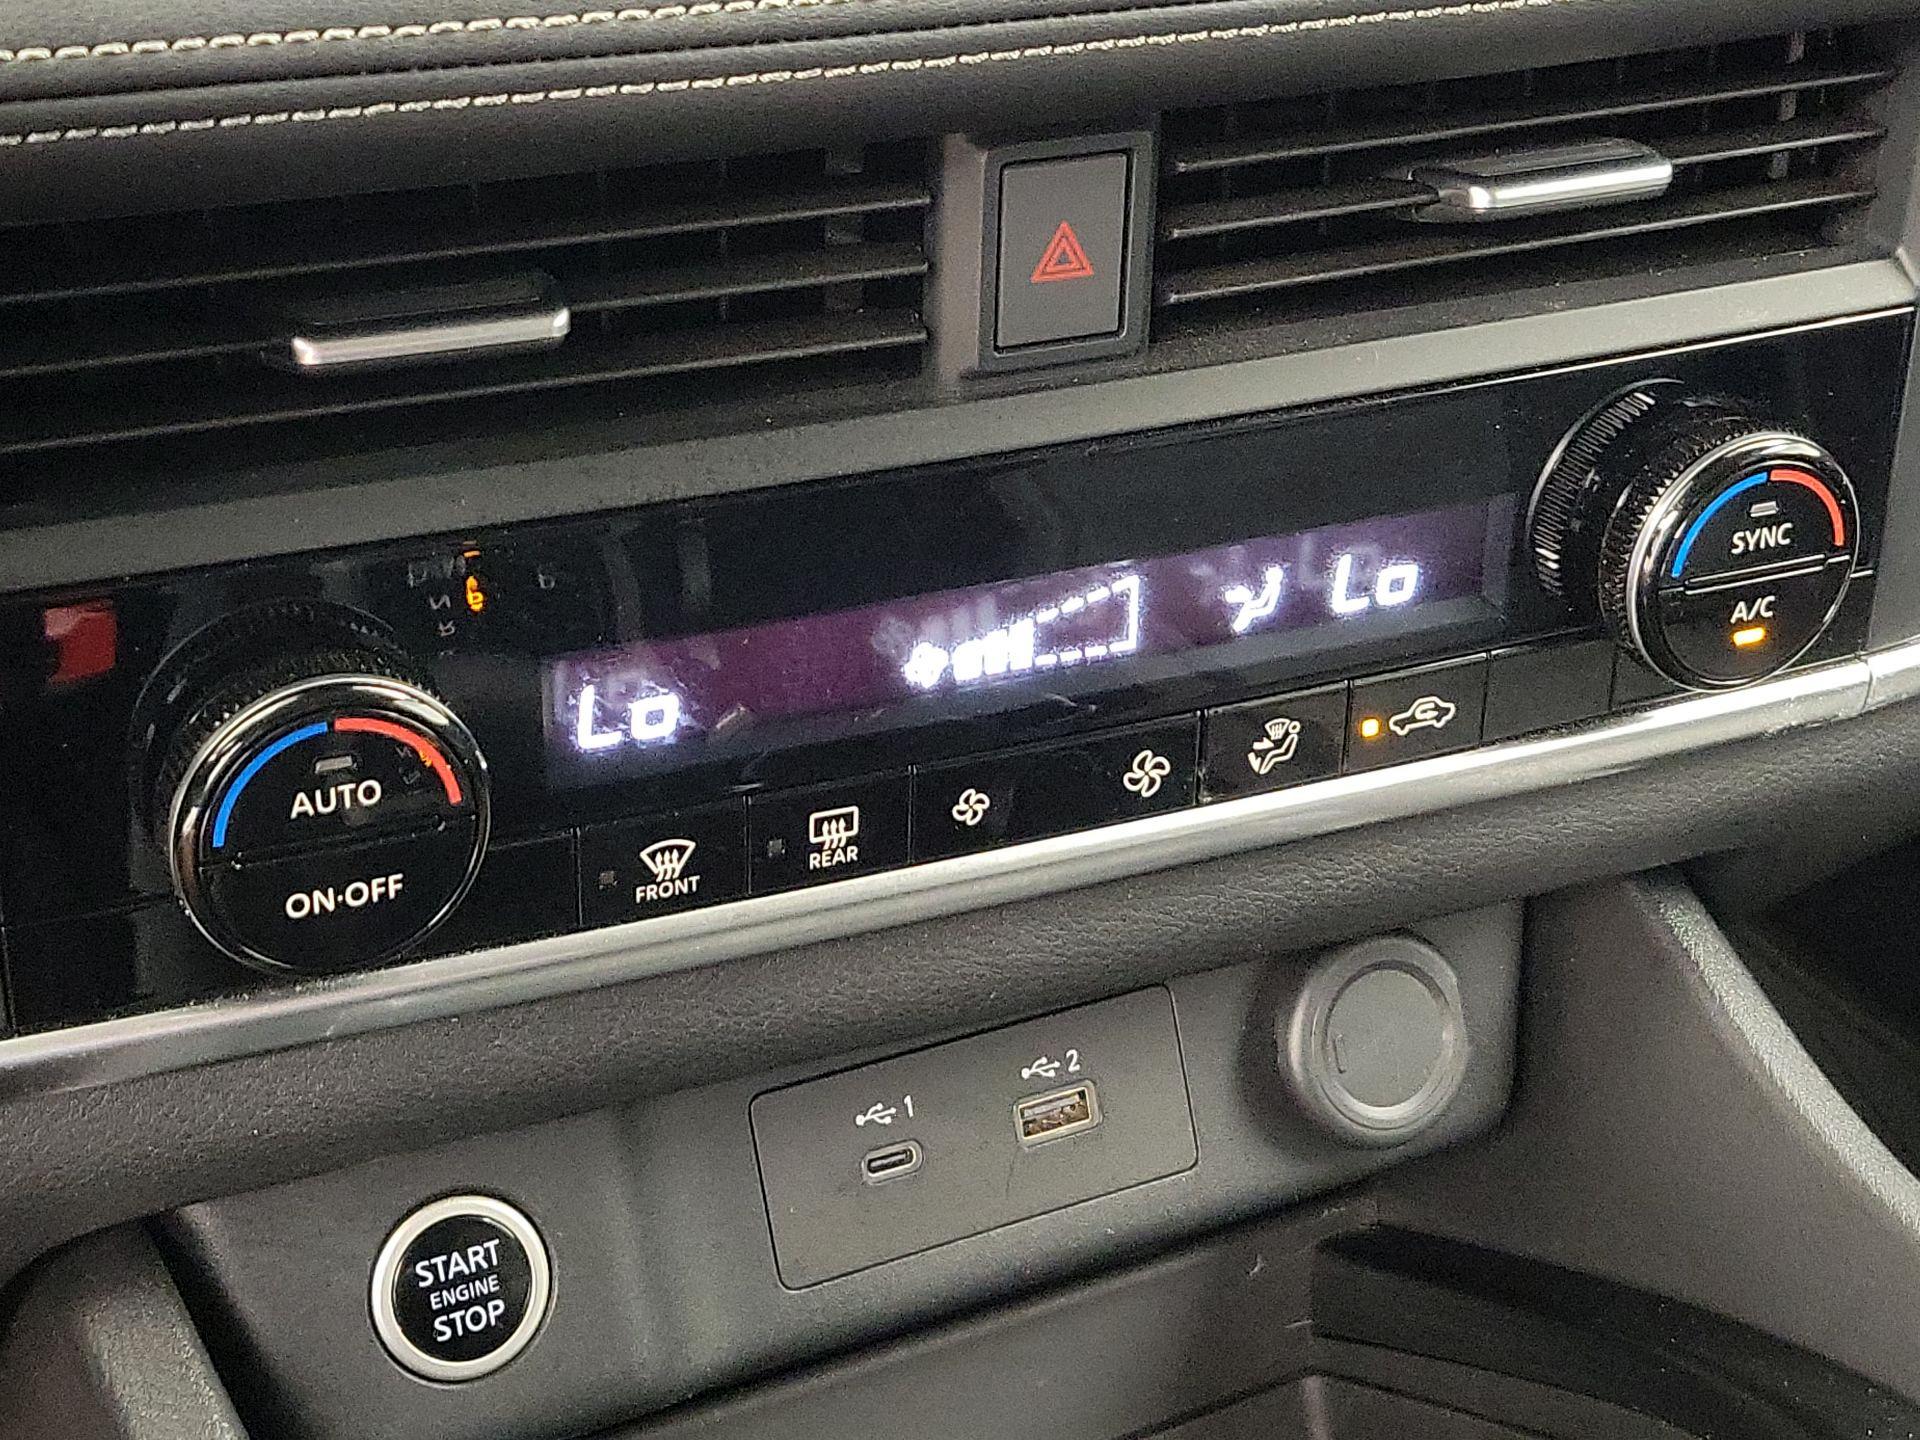 SYNC
A/C
Lo
Lo
AUTO
ON·OFF
FRONT
REAR
1
2
START
ENGINE
STOP